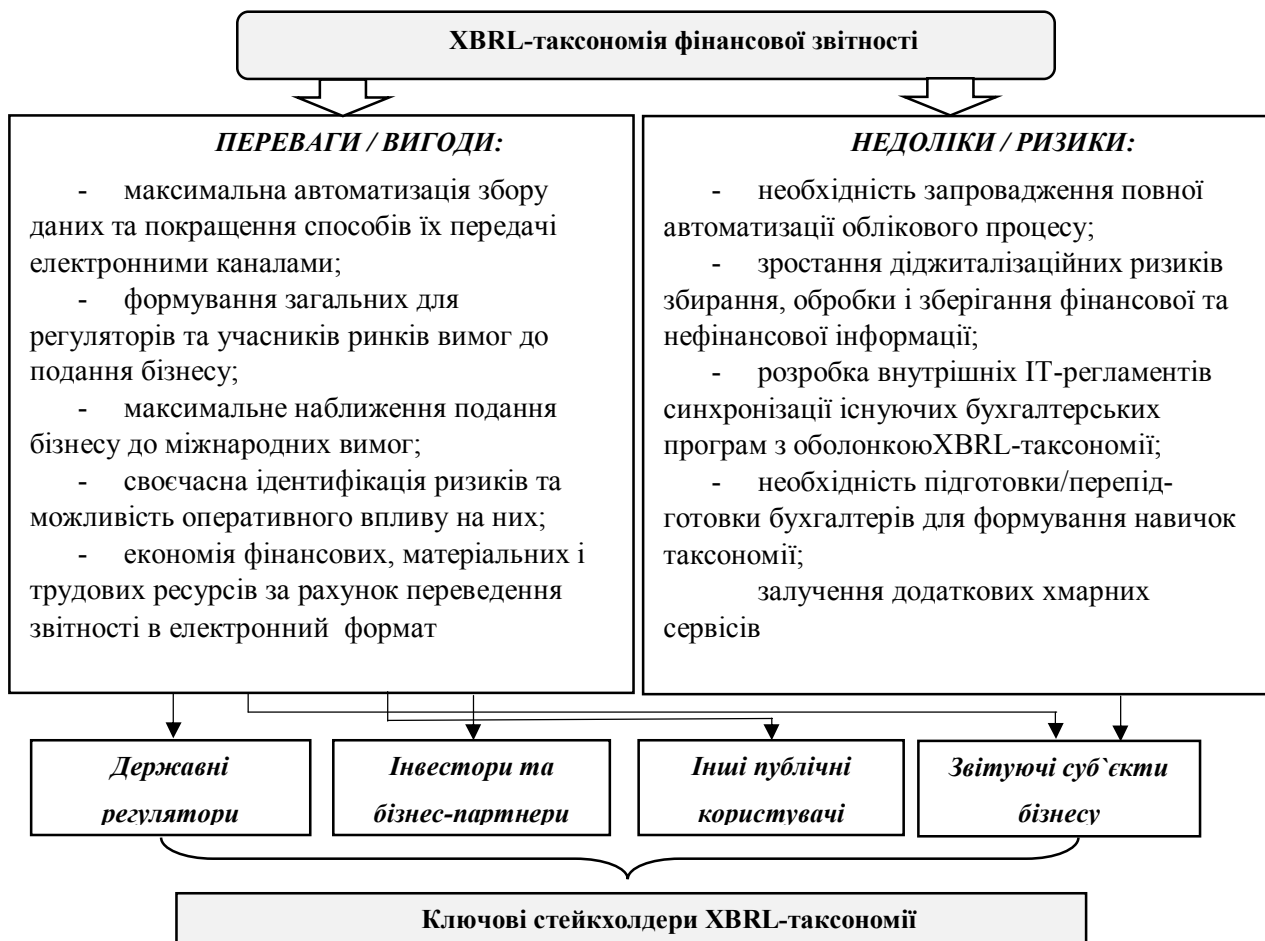 XBRL-таксономія фінансової звітності
ПЕРЕВАГИ / ВИГОДИ:
- максимальна автоматизація збору
даних та покращення способів їх передачі
електронними каналами;
- формування загальних для
регуляторів та учасників ринків вимог до
подання бізнесу;
- максимальне наближення подання
бізнесу до міжнародних вимог;
- своєчасна ідентифікація ризиків та
можливість оперативного впливу на них;
- економія фінансових, матеріальних і
трудових ресурсів за рахунок переведення
звітності в електронний формат
НЕДОЛІКИ / РИЗИКИ:
- необхідність запровадження повної
автоматизації облікового процесу;
- зростання діджиталізаційних ризиків
збирання, обробки і зберігання фінансової та
нефінансової інформації;
- розробка внутрішніх ІТ-регламентів
синхронізації існуючих бухгалтерських
програм з оболонкоюXBRL-таксономії;
- необхідність підготовки/перепід-
готовки бухгалтерів для формування навичок
таксономії;
залучення додаткових хмарних
сервісів
Державні
регулятори
Інвестори та
бізнес-партнери
Інші публічні
користувачі
Звітуючі суб`єкти
бізнесу
Ключові стейкхолдери XBRL-таксономії